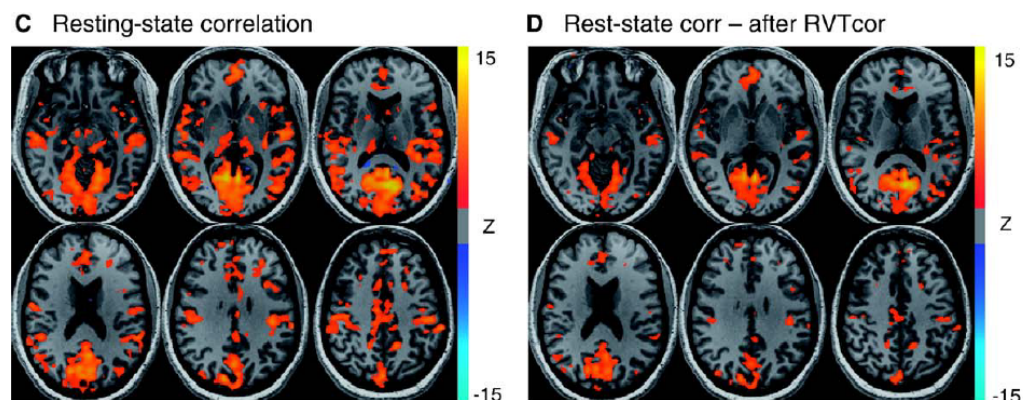 C Resting-state correlation
15
Z
-15
D Rest-state corr – after RVTcor
15
Z
-15